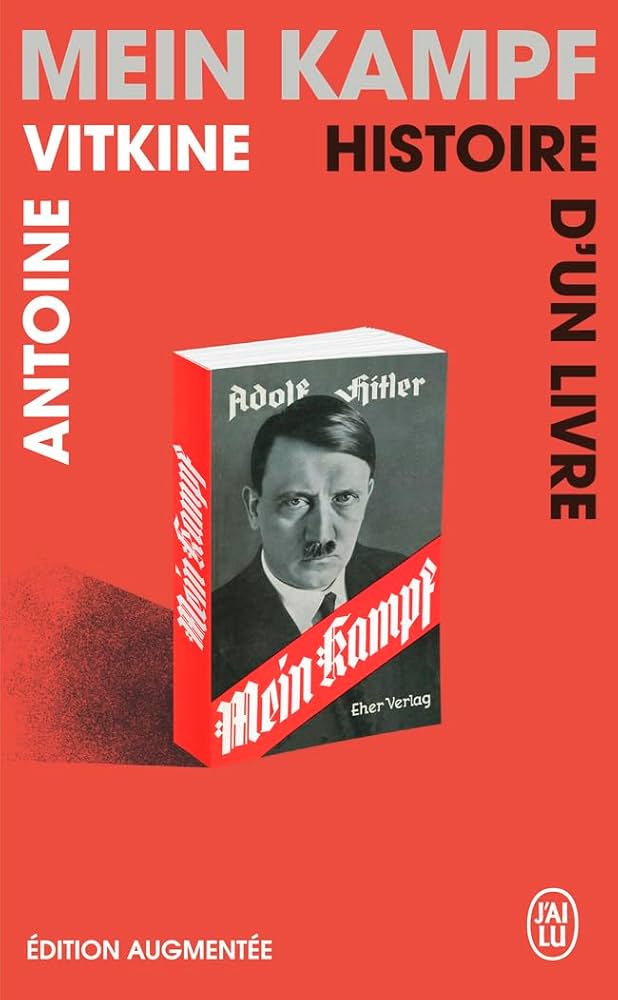 MEIN KAMPF
ANTOINE VITKINE
HISTOIRE D'UN LIVRE
Adolf Hitler
Mein Kampf
Mein Kampf
Eher Verlag
ÉDITION AUGMENTÉE
J'AI
LU